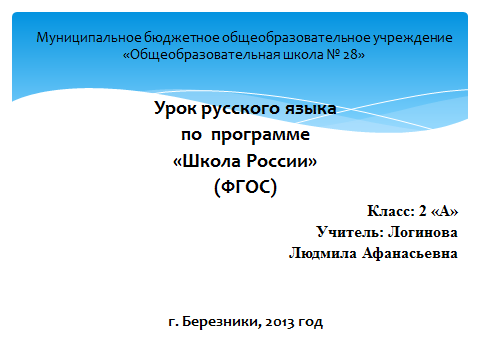 Муниципальное бюджетное общеобразовательное учреждение
«Общеобразовательная школа № 28»
Урок русского языка
по программе
«Школа России»
(ФГОС)
Класс: 2 «А»
Учитель: Логинова
Людмила Афанасьевна
г. Березники, 2013 год